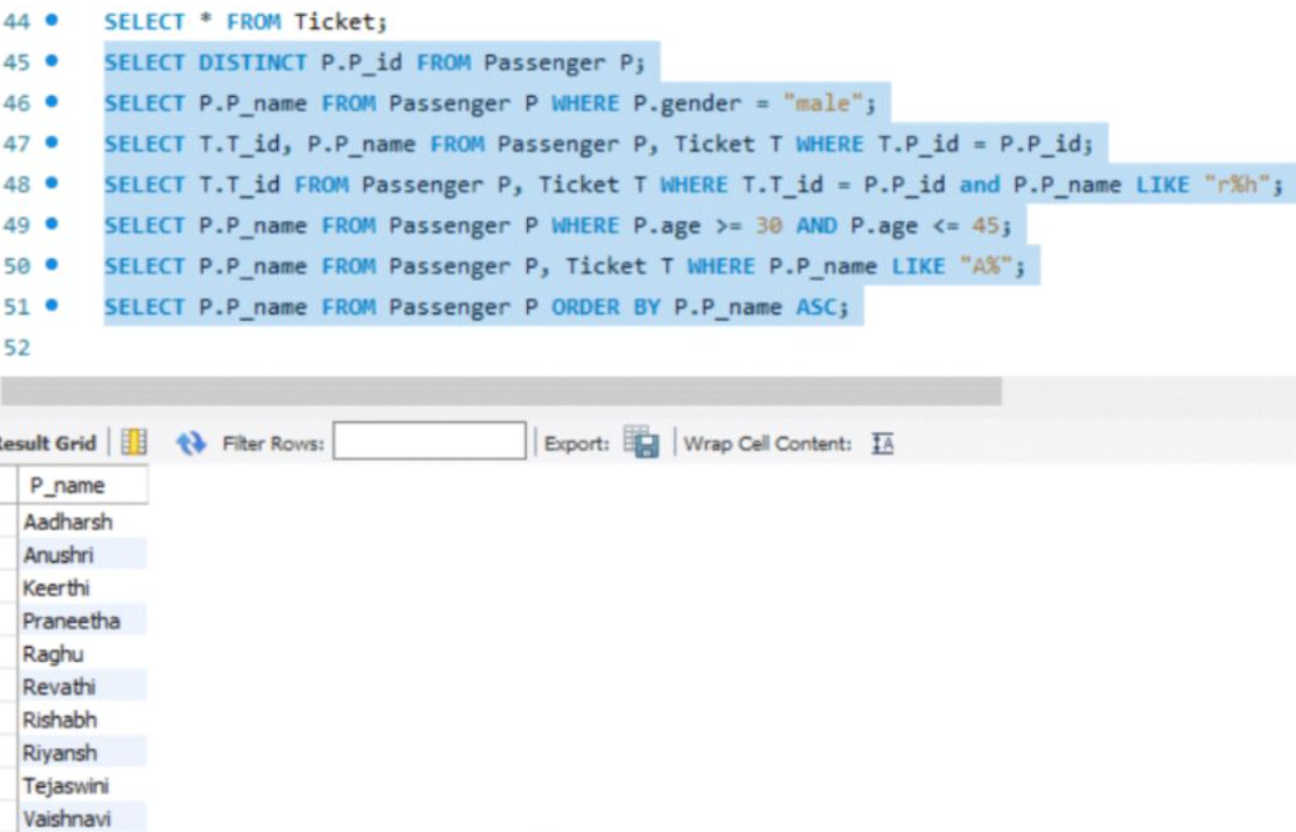 44 SELECT * FROM Ticket;
45 SELECT DISTINCT P.P_id FROM Passenger P;
46 SELECT P.P_name FROM Passenger P WHERE P.gender = "male";
47 SELECT T.T_id, P.P_name FROM Passenger P, Ticket T WHERE T.P_id = P.P_id;
48 SELECT T.T_id FROM Passenger P, Ticket T WHERE T.T_id = P.P_id and P.P_name LIKE "r%h";
49 SELECT P.P_name FROM Passenger P WHERE P.age >= 30 AND P.age <= 45;
50 SELECT P.P_name FROM Passenger P, Ticket T WHERE P.P_name LIKE "A%";
51 SELECT P.P_name FROM Passenger P ORDER BY P.P_name ASC;
52
Result Grid Filter Rows: Export: Wrap Cell Content: IA
P_name
Aadharsh
Anushri
Keerthi
Praneetha
Raghu
Revathi
Rishabh
Riyansh
Tejaswini
Vaishnavi